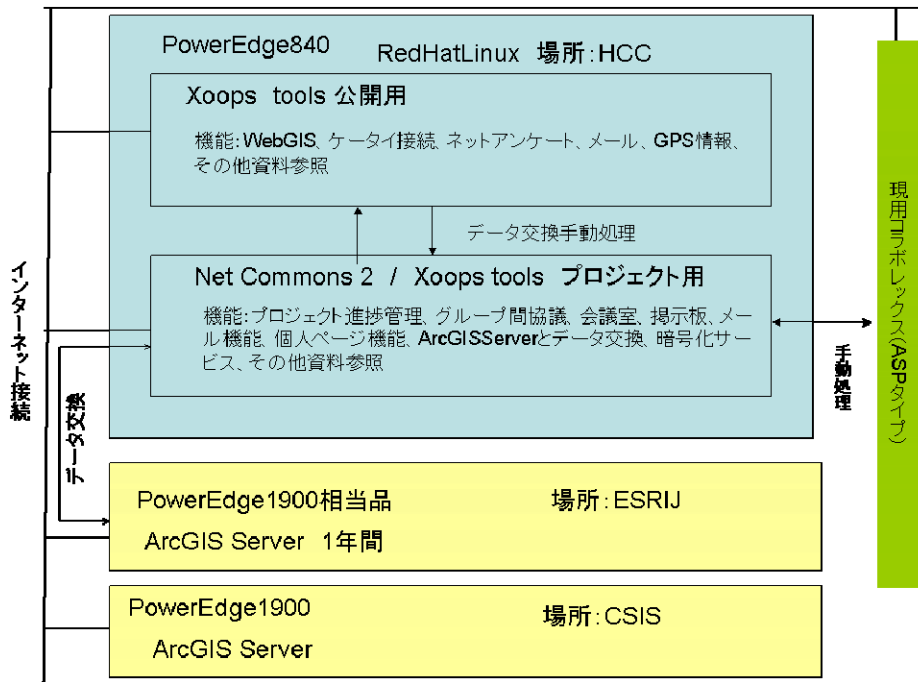 PowerEdge840
RedHatLinux 場所:HCC
Xoops tools 公開用
機能:WebGIS、ケータイ接続、ネットアンケート、メール、GPS情報、
その他資料参照
データ交換手動処理
Net Commons 2 / Xoops tools プロジェクト用
機能:プロジェクト進捗管理、グループ間協議、会議室、掲示板、メー
ル機能、個人ページ機能、ArcGISServerとデータ交換、暗号化サー
ビス、その他資料参照
インターネット接続
データ交換
手動処理
現用コラボレックス(ASPタイプ)
PowerEdge1900相当品 場所:ESRIJ
ArcGIS Server 1年間
PowerEdge1900 場所:CSIS
ArcGIS Server